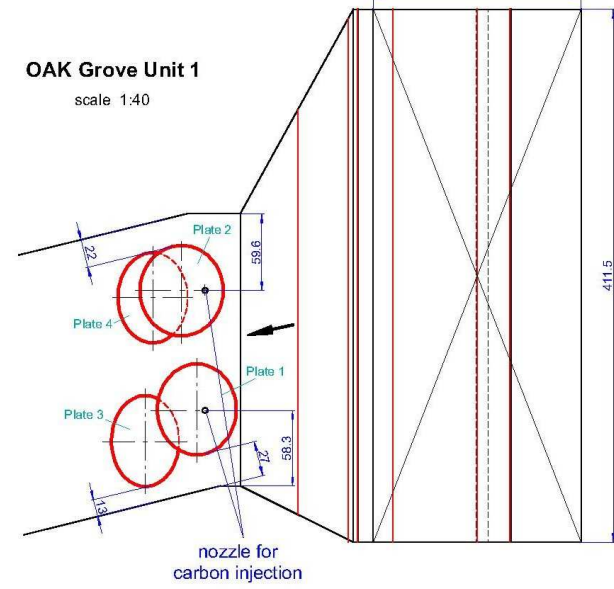 OAK Grove Unit 1
scale 1:40
Plate 2
22
59.6
Plate 4
411.5
Plate 1
Plate 3
58.3
27
13
nozzle for
carbon injection